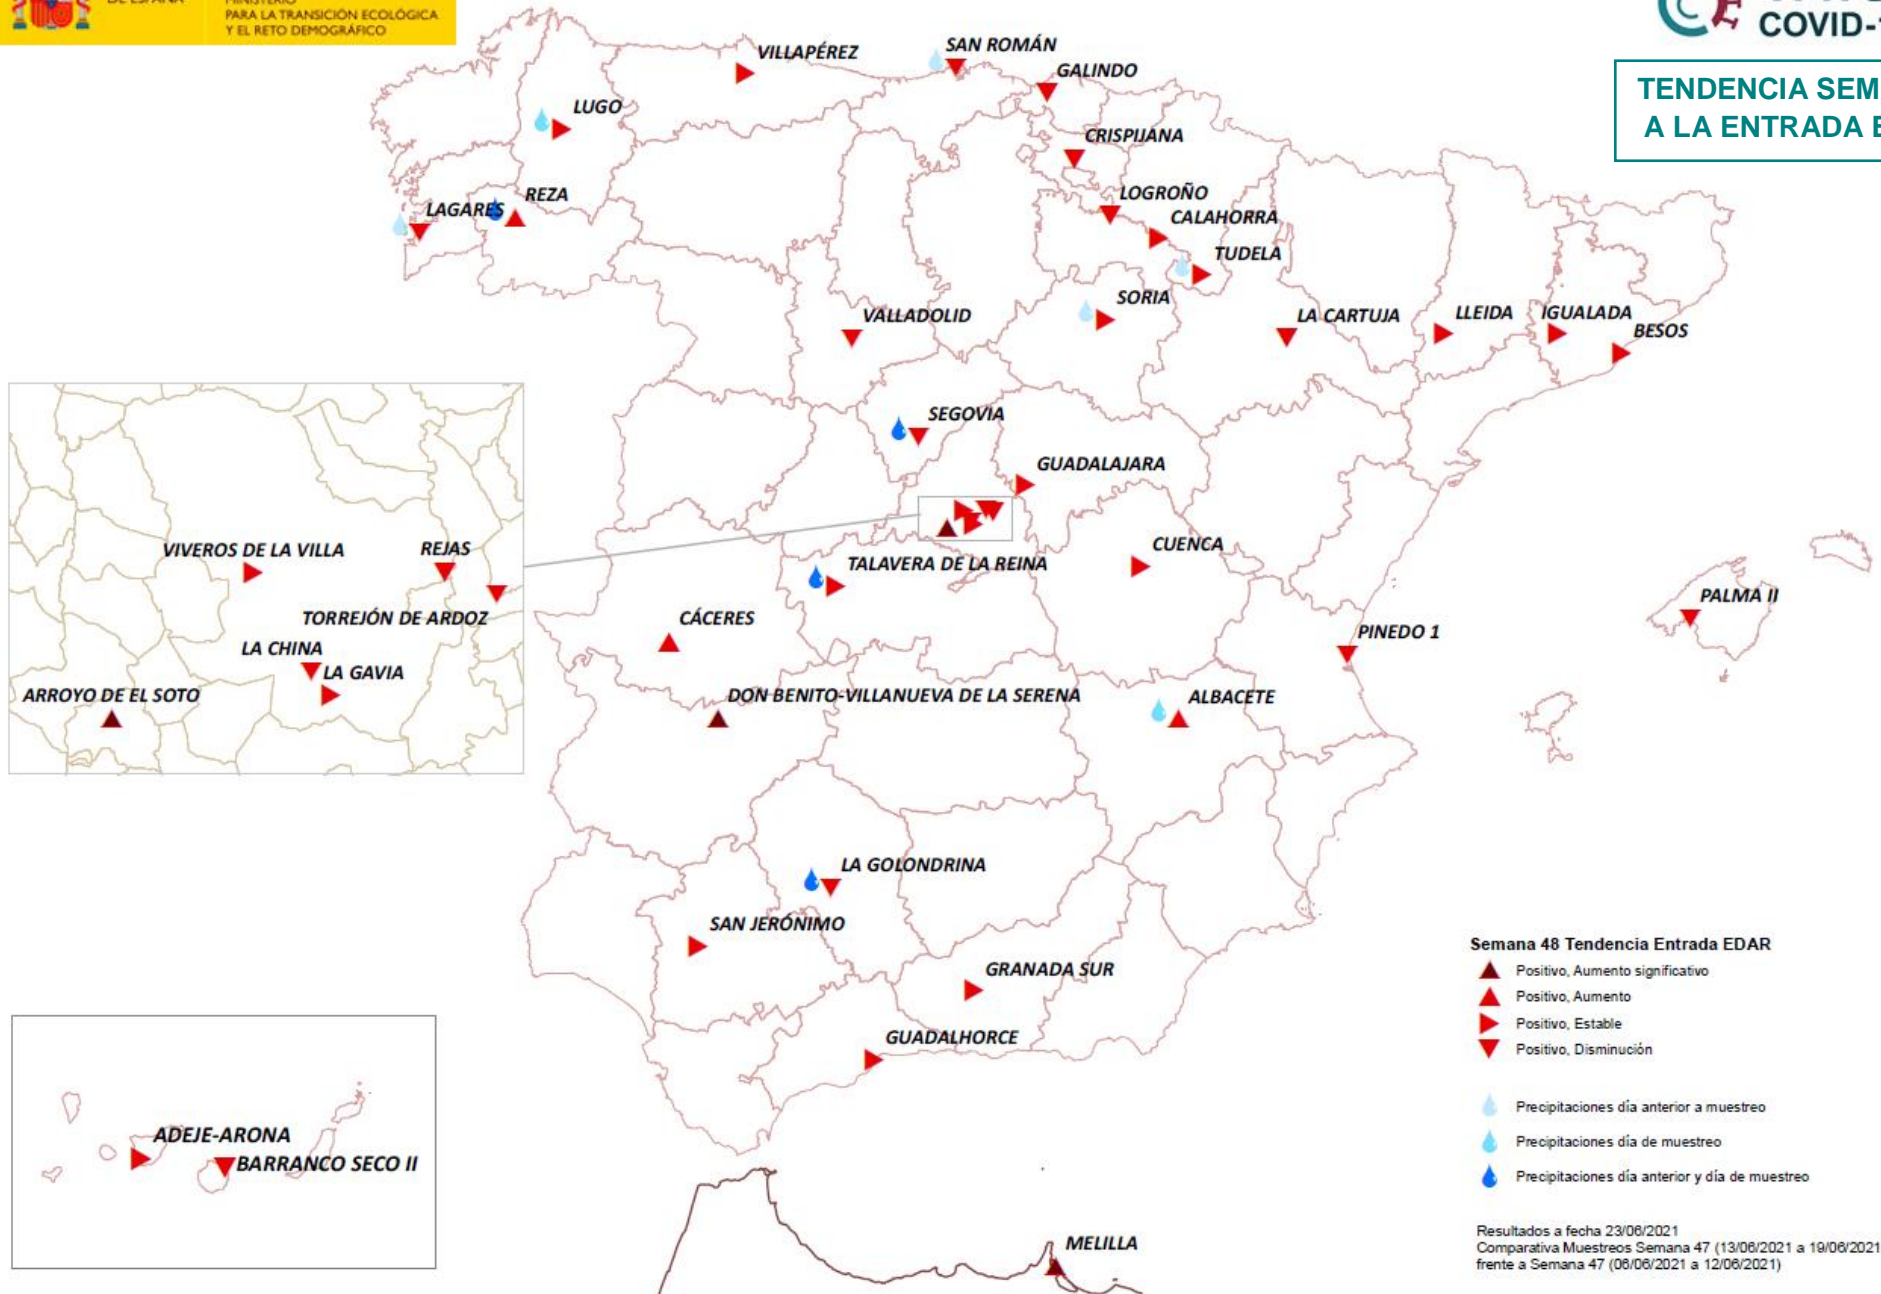 DE ESPAÑA
MINISTERIO
PARA LA TRANSICIÓN ECOLÓGICA
Y EL RETO DEMOGRÁFICO
COVID-
TENDENCIA SEM
A LA ENTRADA E
VILLAPÉREZ
SAN ROMÁN
GALINDO
LUGO
CRISPIJANA
LAGARES
REZA
LOGROÑO
CALAHORRA
TUDELA
SORIA
VALLADOLID
LA CARTUJA
LLEIDA
IGUALADA
BESOS
SEGOVIA
GUADALAJARA
CUENCA
TALAVERA DE LA REINA
VIVEROS DE LA VILLA
REJAS
TORREJÓN DE ARDOZ
LA CHINA
LA GAVIA
ARROYO DE EL SOTO
CÁCERES
PALMA II
PINEDO 1
DON BENITO-VILLANUEVA DE LA SERENA
ALBACETE
LA GOLONDRINA
SAN JERÓNIMO
GRANADA SUR
GUADALHORCE
ADEJE-ARONA
BARRANCO SECO II
MELILLA
Semana 48 Tendencia Entrada EDAR
Positivo, Aumento significativo
Positivo, Aumento
Positivo, Estable
Positivo, Disminución
Precipitaciones día anterior a muestreo
Precipitaciones día de muestreo
Precipitaciones día anterior y día de muestreo
Resultados a fecha 23/06/2021
Comparativa Muestreos Semana 47 (13/06/2021 a 19/06/2021
frente a Semana 47 (06/06/2021 a 12/06/2021)